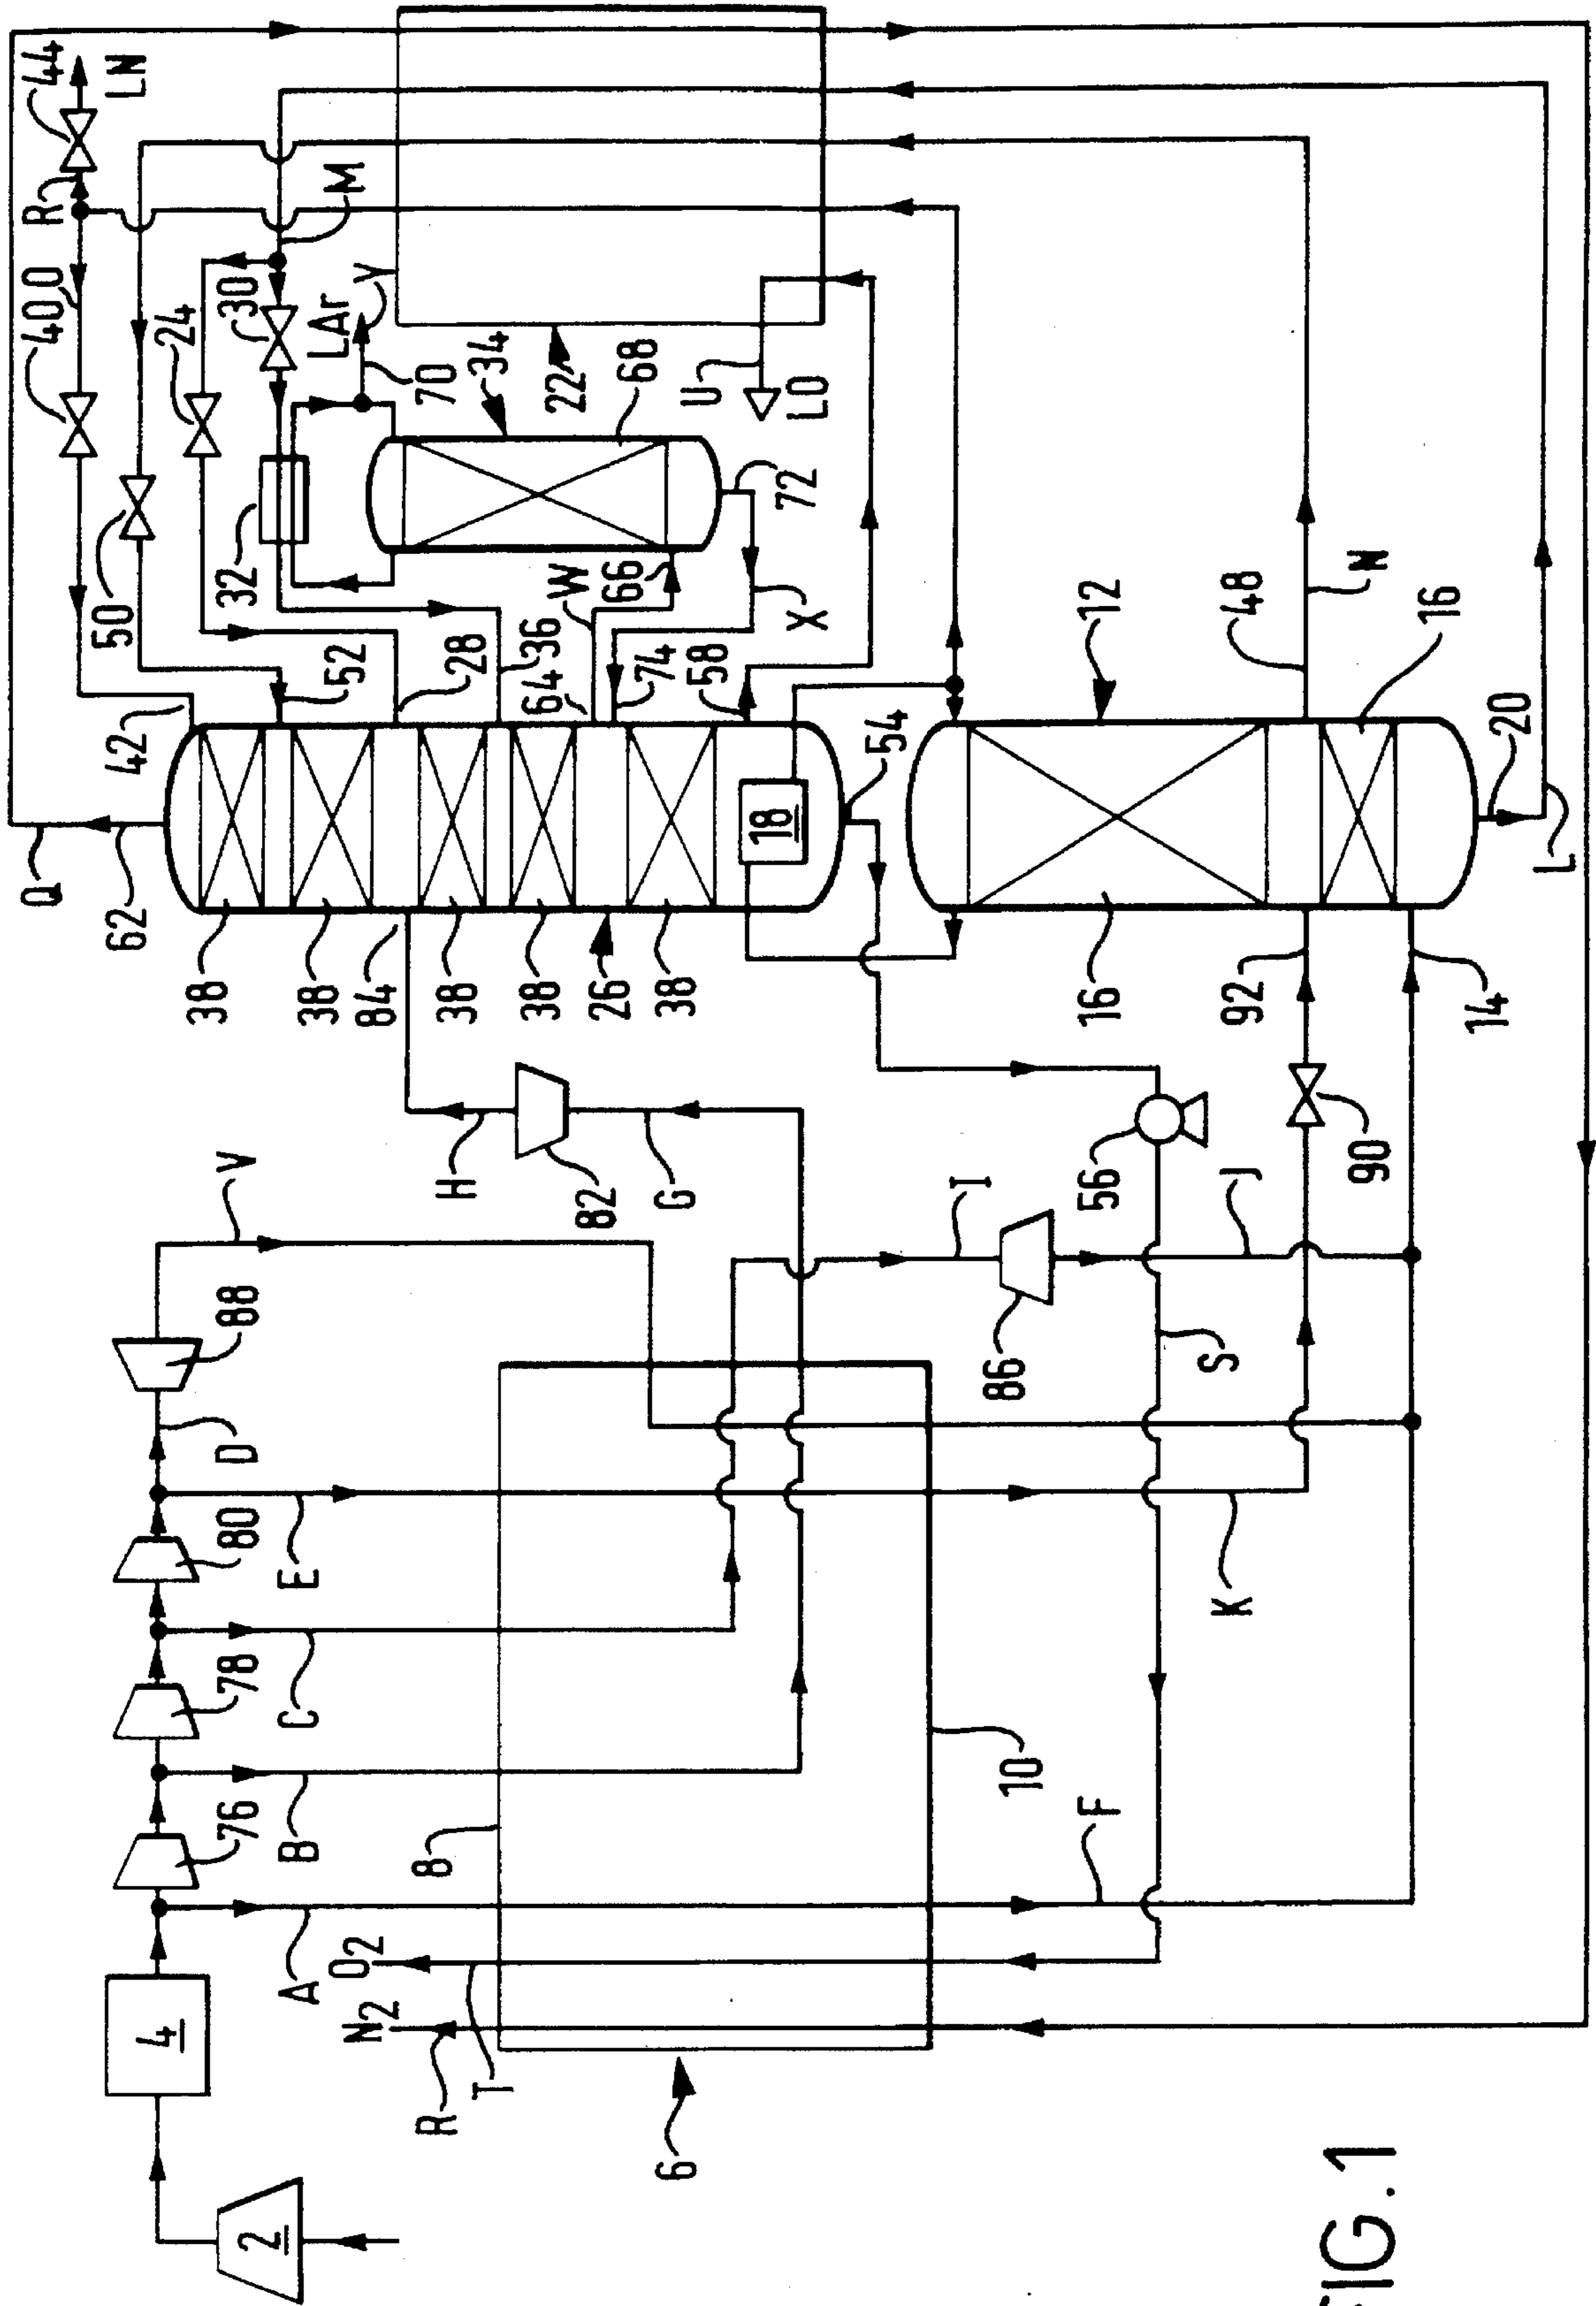 2
4
6
R
T
N2
O2
A
8
10
F
76
B
78
C
80
E
D
88
V
K
S
86
I
J
90
56
G
82
H
92
14
16
38
26
38
38
84
38
38
62
Q
42
52
28
36
64
74
58
18
54
12
48
16
20
L
N
X
72
W
66
32
50
24
40
O
30
LAr
Y
70
34
68
22
U
LO
M
R
44
LN
FIG.1